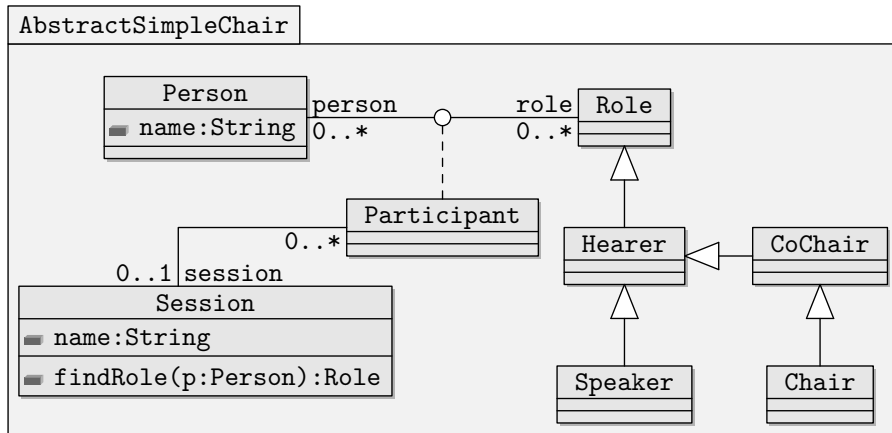 AbstractSimpleChair
Person
name:String
person
0..*
role
0..*
Role
Participant
0..*
0..1 session
Session
name:String
findRole(p:Person):Role
Hearer
CoChair
Speaker
Chair